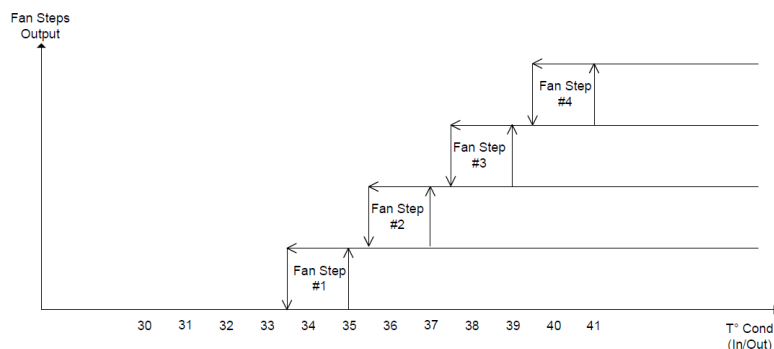 Fan Steps
Output
Fan Step
#4
Fan Step
#3
Fan Step
#2
Fan Step
#1
30 31 32 33 34 35 36 37 38 39 40 41
T° Cond
(In/Out)